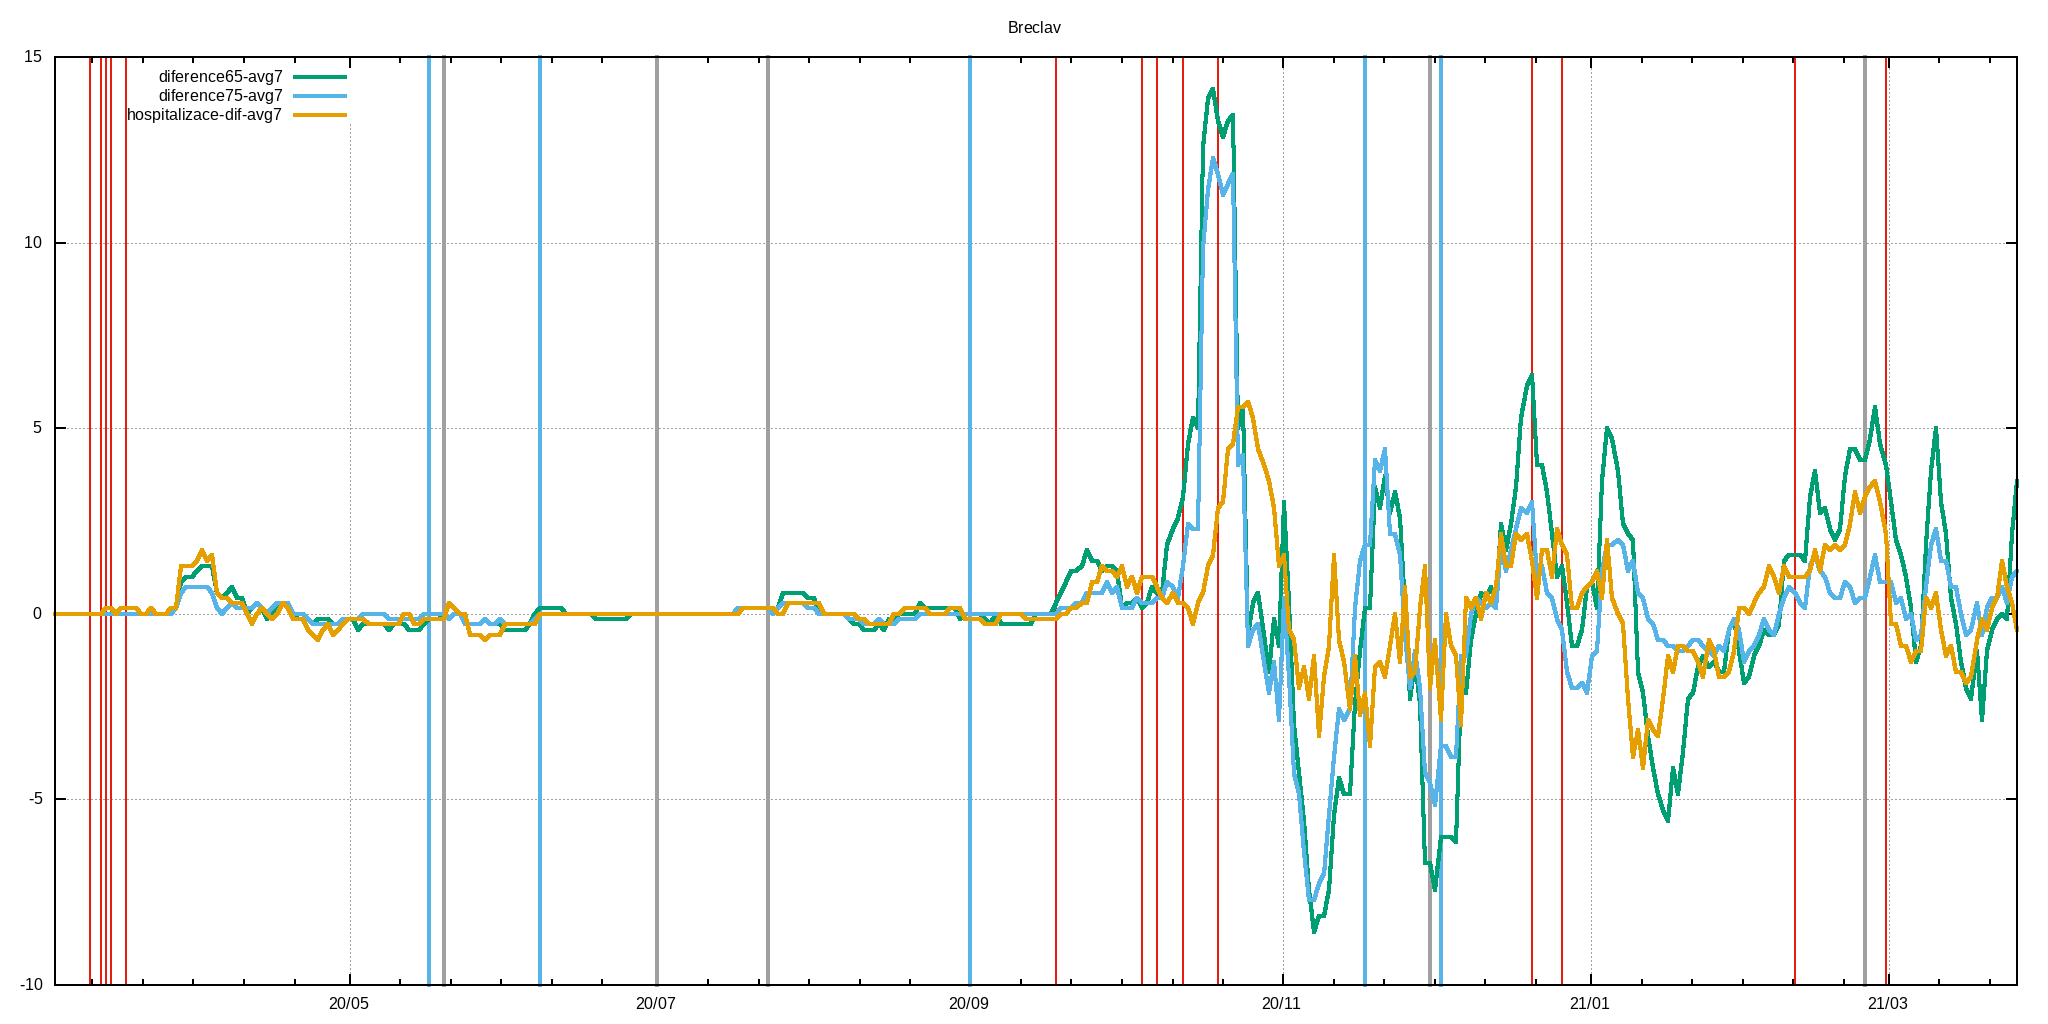 Breclav
15
diference65-avg7
diference75-avg7
hospitalizace-dif-avg7
10
5
0
-5
-10
20/05 20/07 20/09 20/11 21/01 21/03